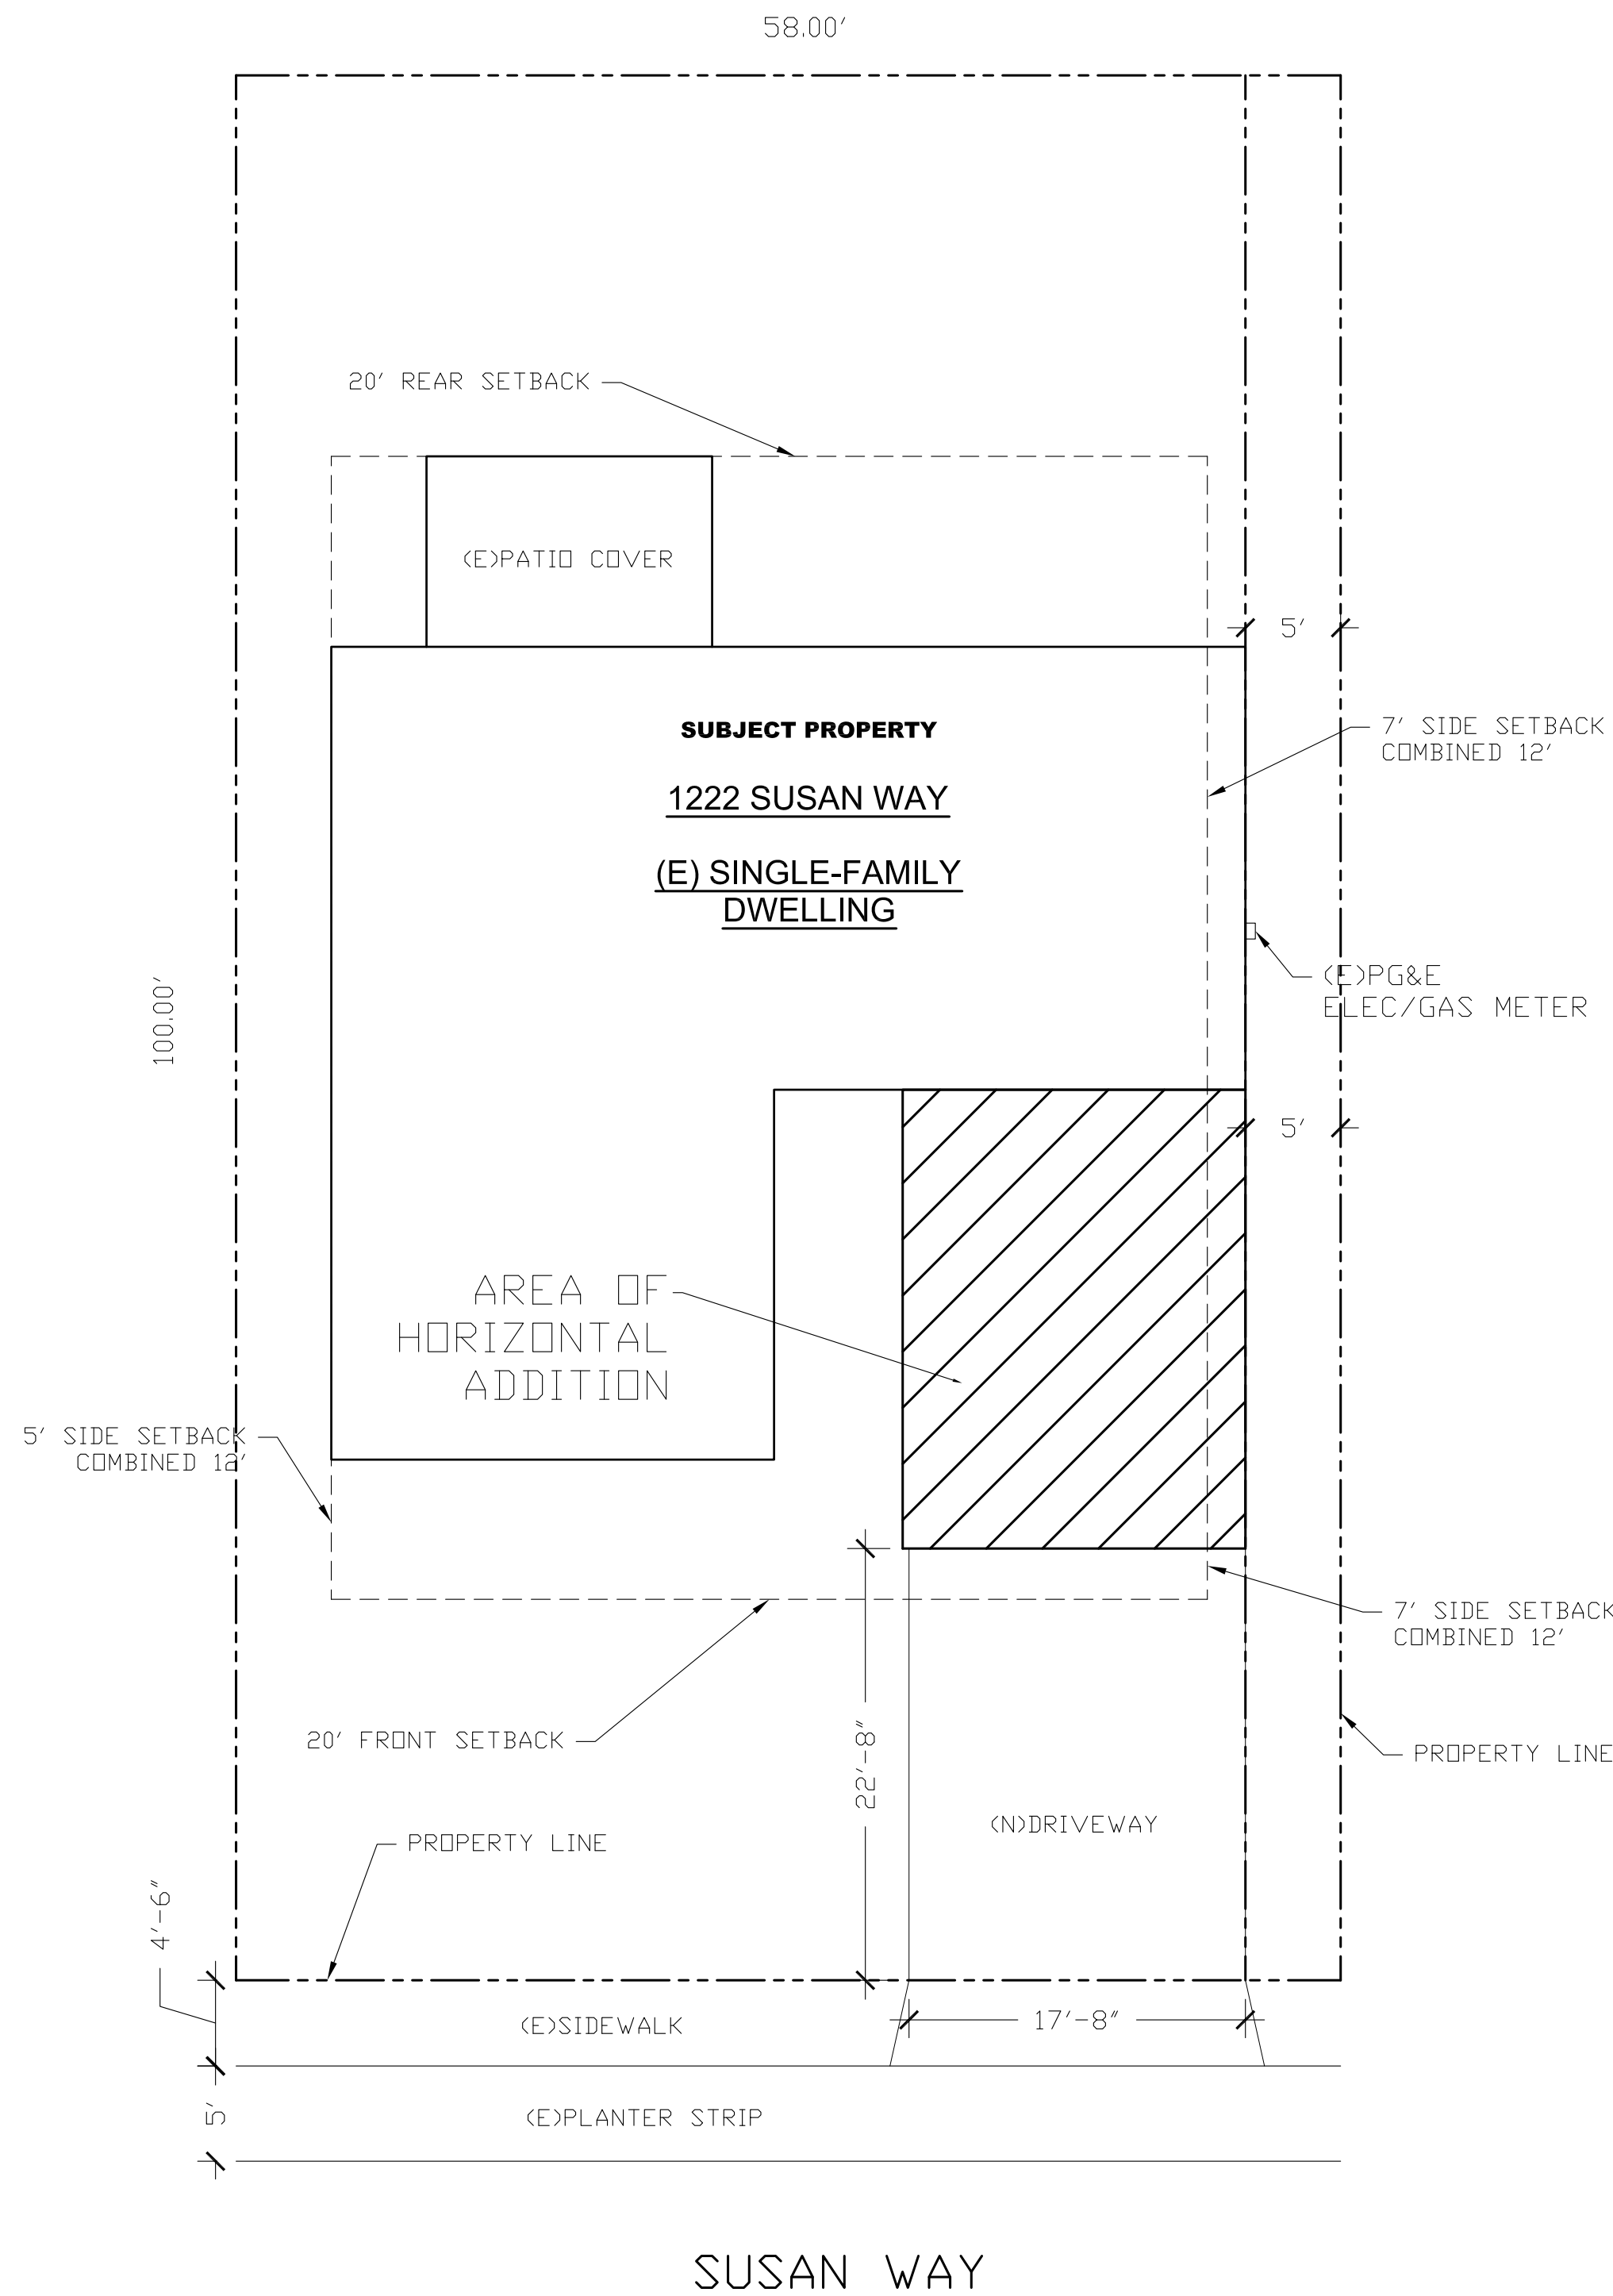 58.00'
20' REAR SETBACK
(E)PATIO COVER
5'
SUBJECT PROPERTY
7' SIDE SETBACK
COMBINED 12'
1222 SUSAN WAY
(E) SINGLE-FAMILY
DWELLING
(E)PG&E
ELEC/GAS METER
100.00'
5'
AREA OF
HORIZONTAL
ADDITION
5' SIDE SETBACK
COMBINED 12'
7' SIDE SETBACK
COMBINED 12'
20' FRONT SETBACK
22'-8"
PROPERTY LINE
(N)DRIVEWAY
PROPERTY LINE
4'-6"
(E)SIDEWALK
17'-8"
5'
(E)PLANTER STRIP
SUSAN WAY